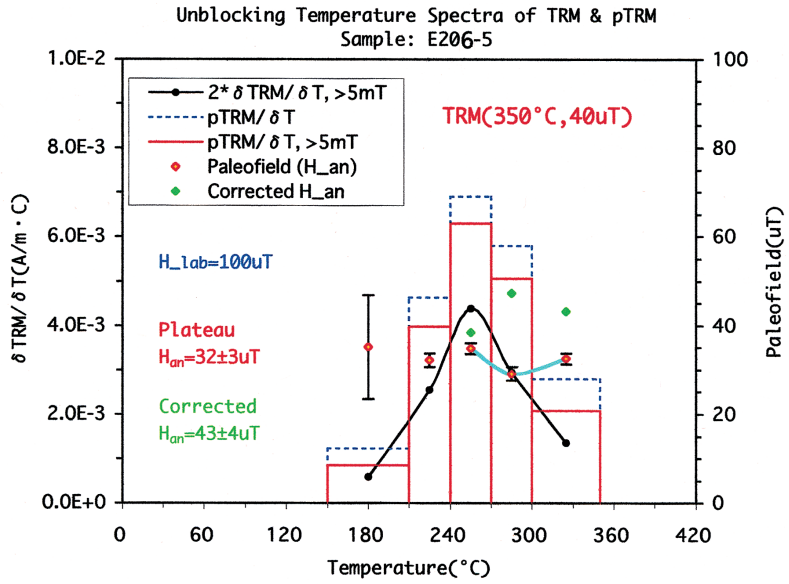 Unblocking Temperature Spectra of TRM & pTRM
Sample: E206-5
1.0E-2
8.0E-3
6.0E-3
4.0E-3
2.0E-3
0.0E+0
δTRM/δT(A/m·C)
2*δTRM/δT, >5mT
pTRM/δT
pTRM/δT, >5mT
Paleofield (H_an)
Corrected H_an
TRM(350°C,40uT)
H_lab=100uT
Plateau
Han=32±3uT
Corrected
Han=43±4uT
100
80
60
40
20
0
Paleofield(uT)
0 60 120 180 240 300 360 420
Temperature(°C)